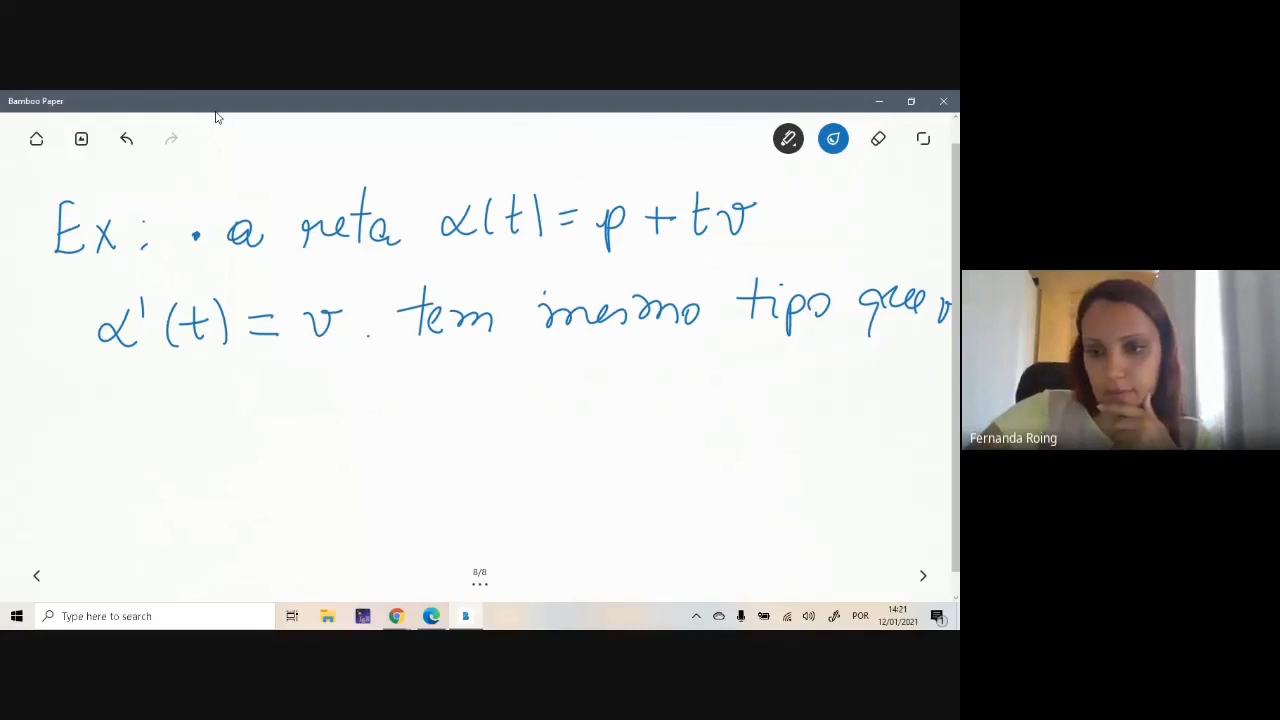 Bamboo Paper
Ex: • a reta α(t) = p + tv
α'(t) = v. tem mesmo tipo que v
Fernanda Roing
8/8
Type here to search
POR
14:21
12/01/2021
1